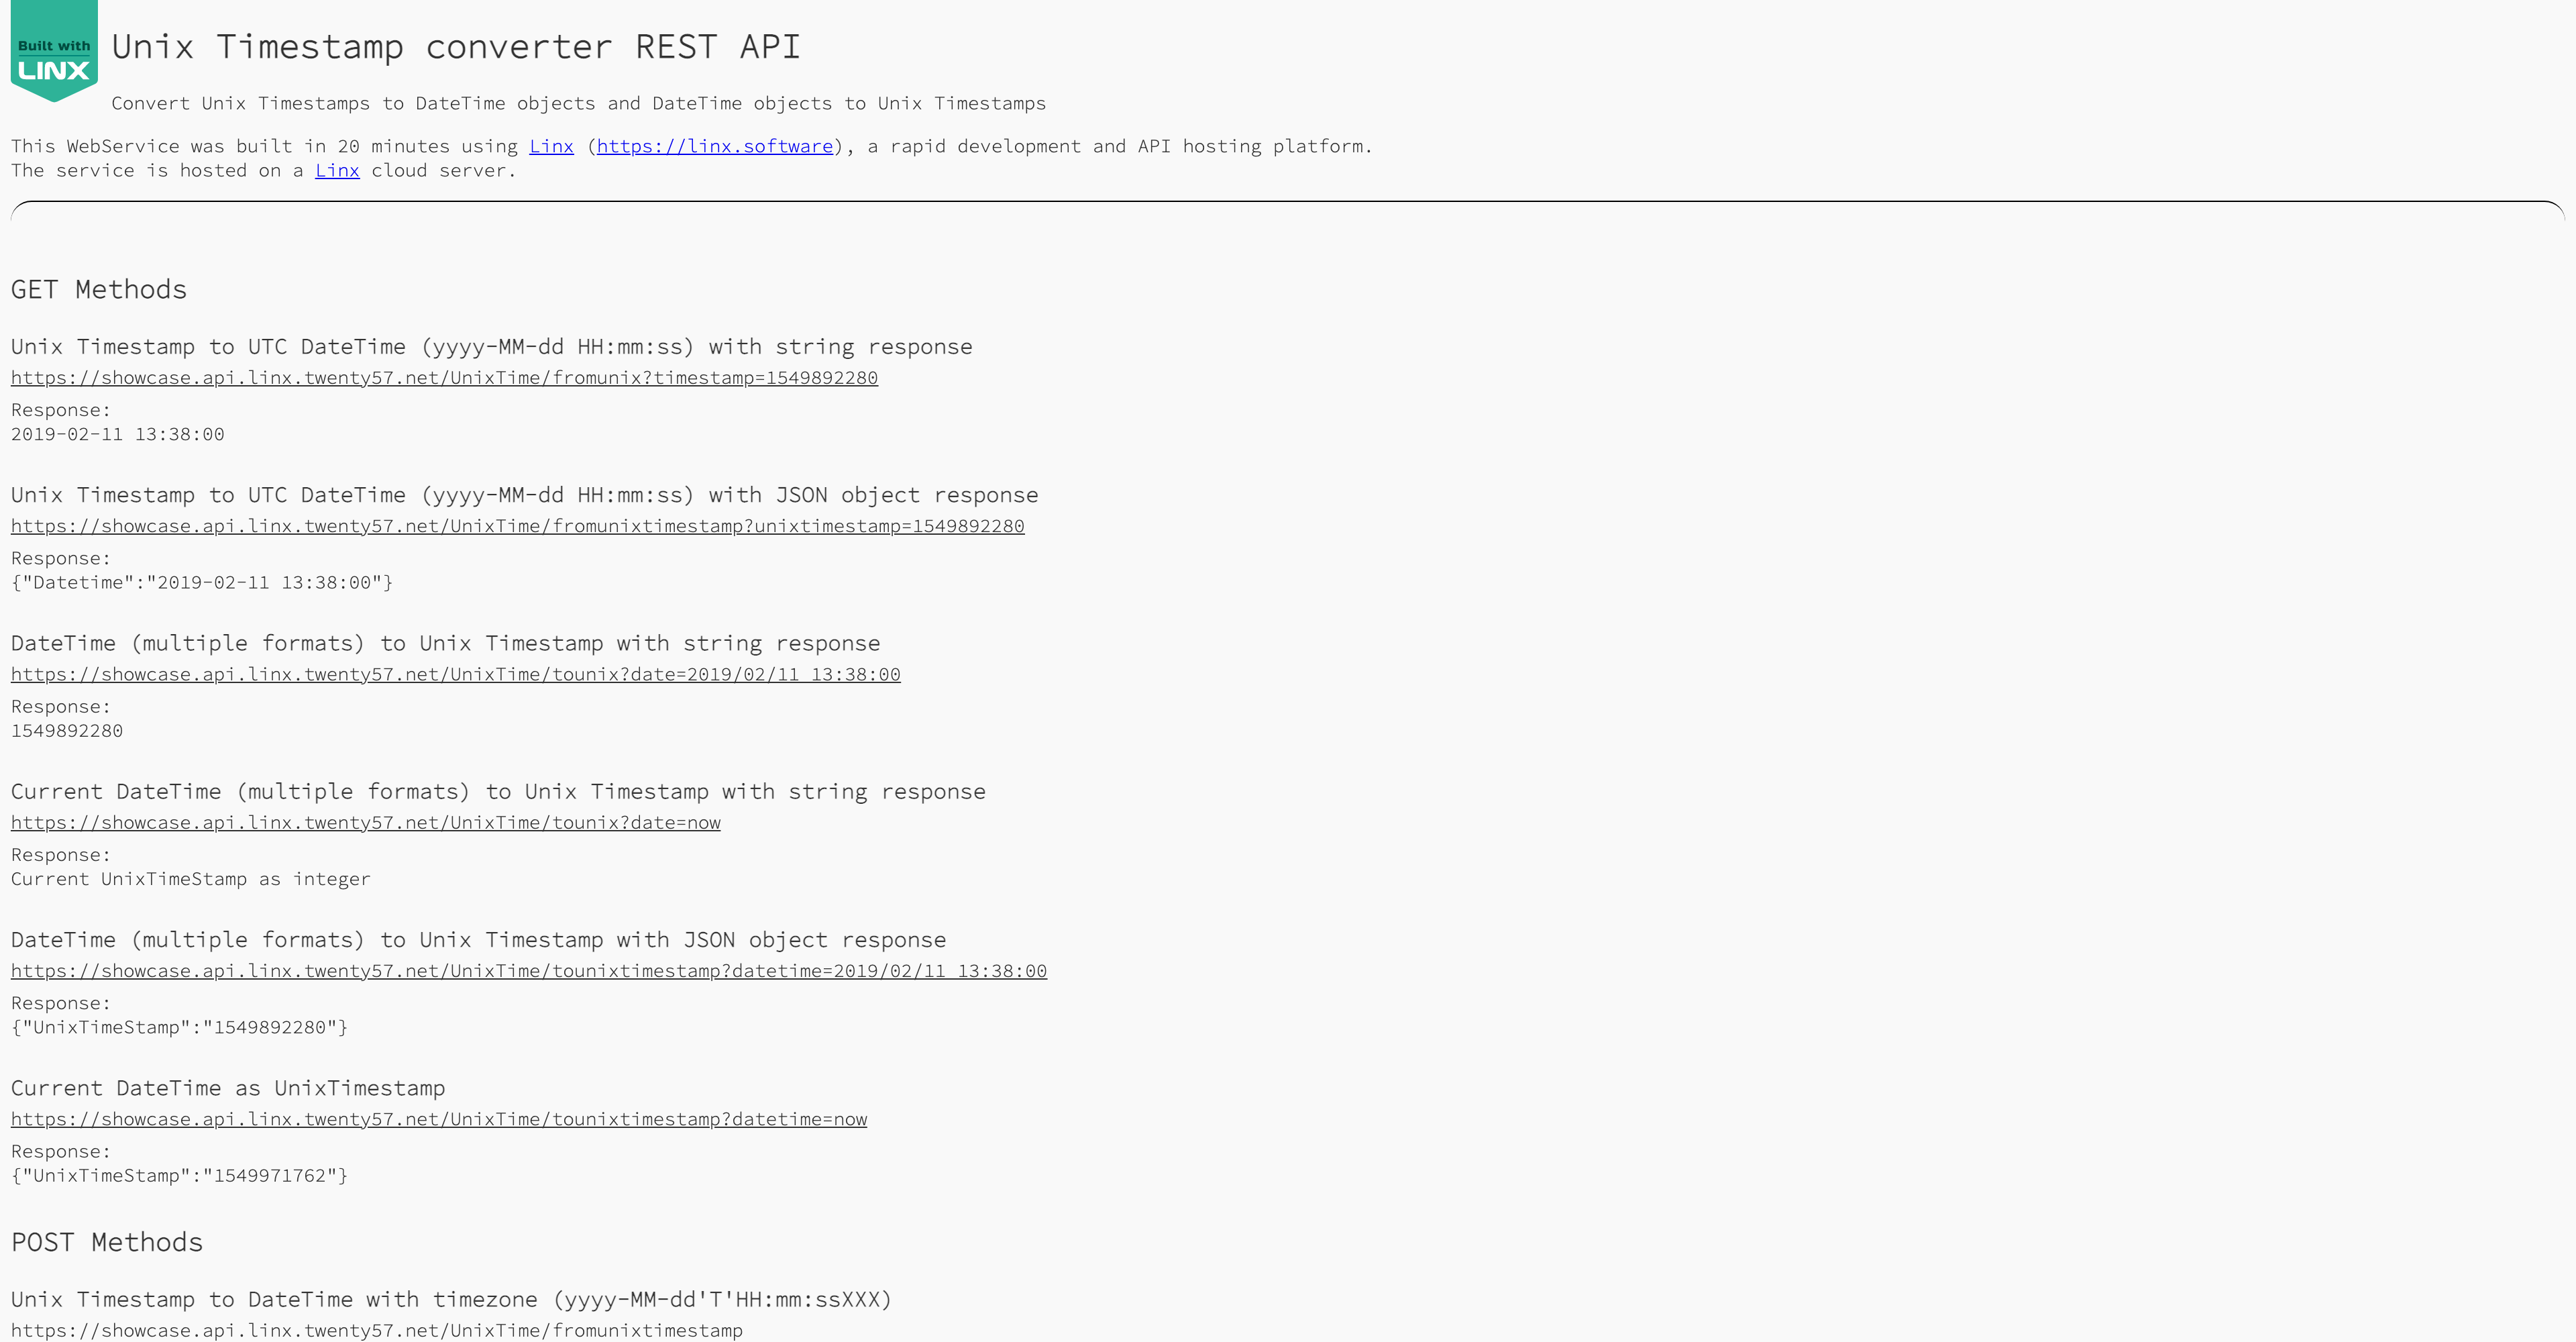 Built with
LINX
Unix Timestamp converter REST API
Convert Unix Timestamps to DateTime objects and DateTime objects to Unix Timestamps
This WebService was built in 20 minutes using Linx (https://linx.software), a rapid development and API hosting platform.
The service is hosted on a Linx cloud server.
GET Methods
Unix Timestamp to UTC DateTime (yyyy-MM-dd HH:mm:ss) with string response
https://showcase.api.linx.twenty57.net/UnixTime/fromunix?timestamp=1549892280
Response:
2019-02-11 13:38:00
Unix Timestamp to UTC DateTime (yyyy-MM-dd HH:mm:ss) with JSON object response
https://showcase.api.linx.twenty57.net/UnixTime/fromunixtimestamp?unixtimestamp=1549892280
Response:
{"Datetime":"2019-02-11 13:38:00"}
DateTime (multiple formats) to Unix Timestamp with string response
https://showcase.api.linx.twenty57.net/UnixTime/tounix?date=2019/02/11 13:38:00
Response:
1549892280
Current DateTime (multiple formats) to Unix Timestamp with string response
https://showcase.api.linx.twenty57.net/UnixTime/tounix?date=now
Response:
Current UnixTimeStamp as integer
DateTime (multiple formats) to Unix Timestamp with JSON object response
https://showcase.api.linx.twenty57.net/UnixTime/tounixtimestamp?datetime=2019/02/11 13:38:00
Response:
{"UnixTimeStamp":"1549892280"}
Current DateTime as UnixTimestamp
https://showcase.api.linx.twenty57.net/UnixTime/tounixtimestamp?datetime=now
Response:
{"UnixTimeStamp":"1549971762"}
POST Methods
Unix Timestamp to DateTime with timezone (yyyy-MM-dd'T'HH:mm:ssXXX)
https://showcase.api.linx.twenty57.net/UnixTime/fromunixtimestamp